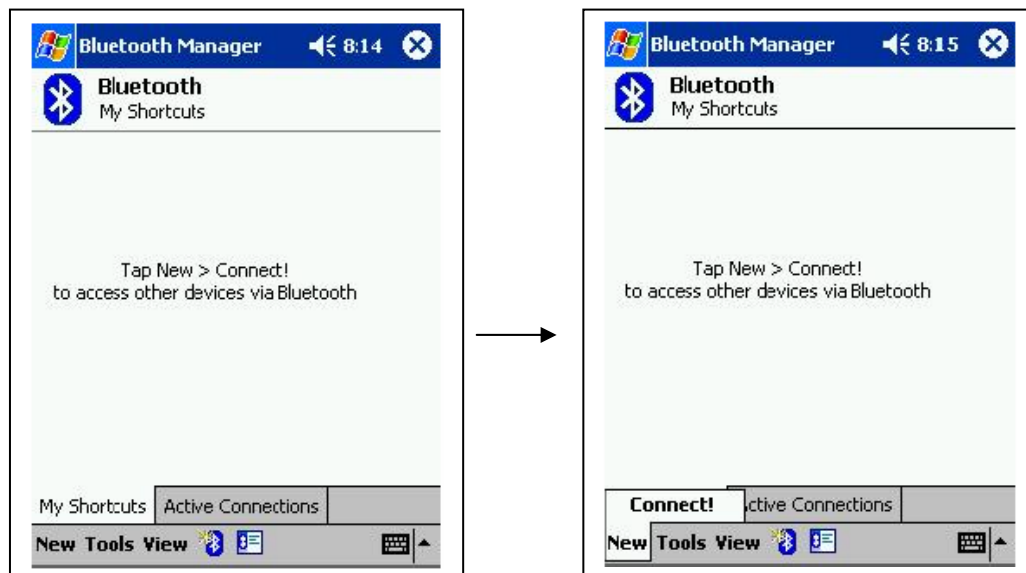 Bluetooth Manager 8:14
Bluetooth
My Shortcuts
Tap New > Connect!
to access other devices via Bluetooth
My Shortcuts Active Connections
New Tools View
Bluetooth Manager 8:15
Bluetooth
My Shortcuts
Tap New > Connect!
to access other devices via Bluetooth
Connect! ctive Connections
New Tools View